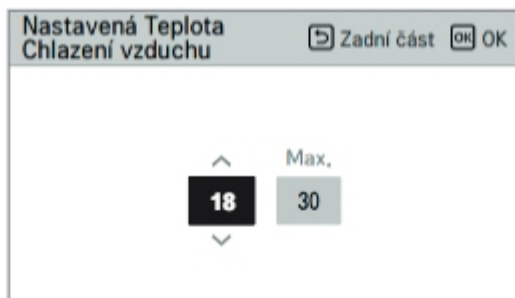 Nastavená Teplota
Chlazení vzduchu
Zadní část OK OK
Max.
18 30